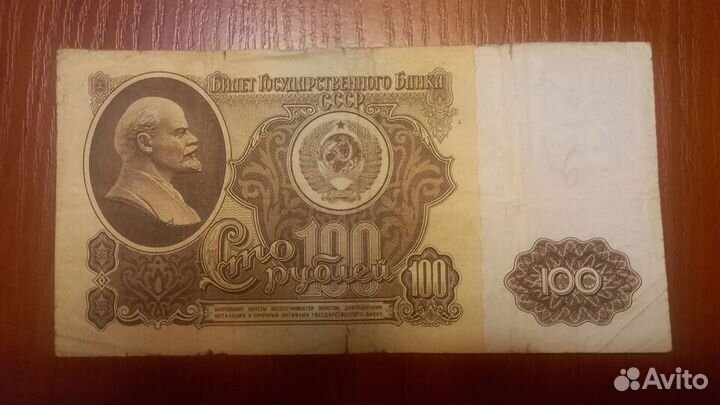 Билет Государственного Банка
СССР
Сто 100
рублей 100
БАНКОВСКИЕ БИЛЕТЫ ОБЕСПЕЧИВАЮТСЯ ЗОЛОТОМ, ДРАГОЦЕННЫМИ
МЕТАЛЛАМИ И ПРОЧИМИ АКТИВАМИ ГОСУДАРСТВЕННОГО БАНКА
100
Avito